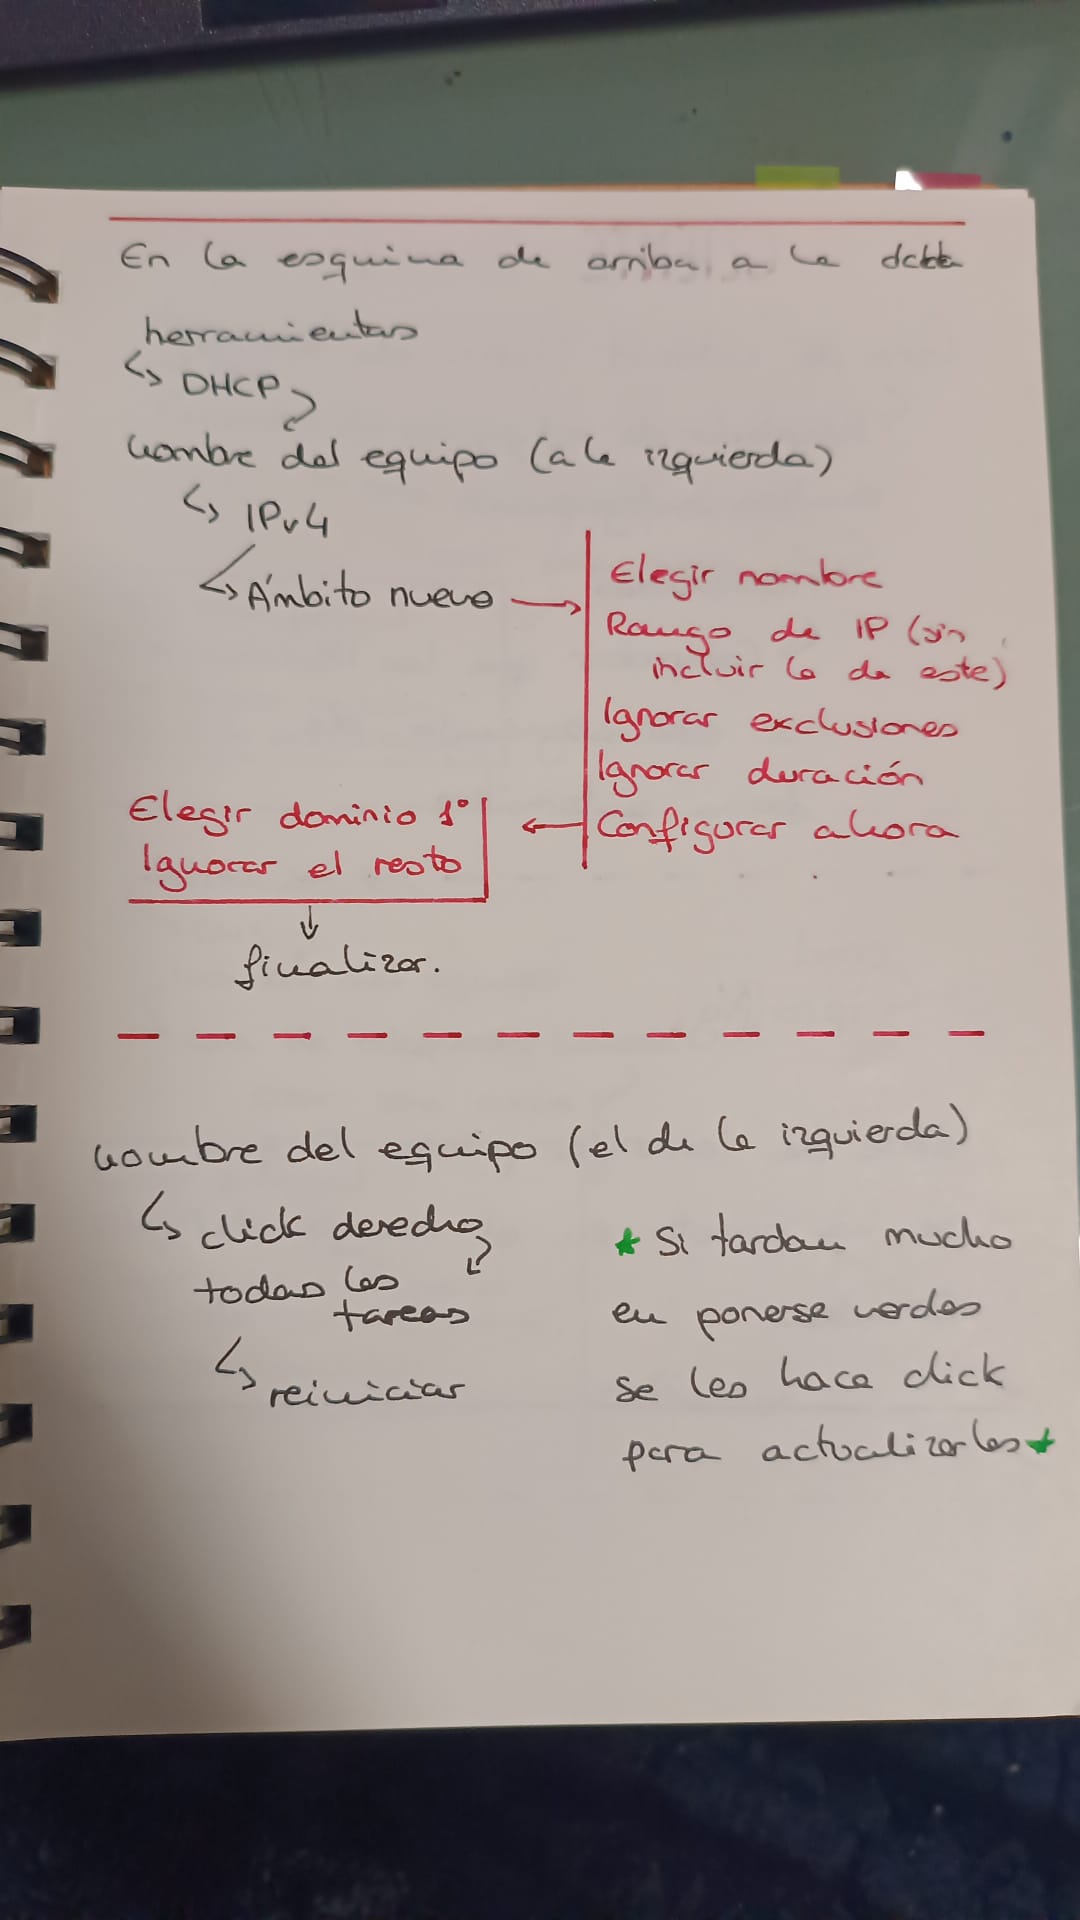 En la esquina de arriba a la dcha
herramientas
↳ DHCP
nombre del equipo (a la izquierda)
↳ IPv4
↳ Ámbito nuevo →
Elegir nombre
Rango de IP (sin
incluir la de este)
Ignorar exclusiones
Ignorar duración
Configurar ahora
Elegir dominio 1º
Ignorar el resto
↓
finalizar.
nombre del equipo (el de la izquierda)
↳ click derecho
todas las
tareas
↳ reiniciar
★ Si tardan mucho
en ponerse verdes
se les hace click
para actualizarlas ★